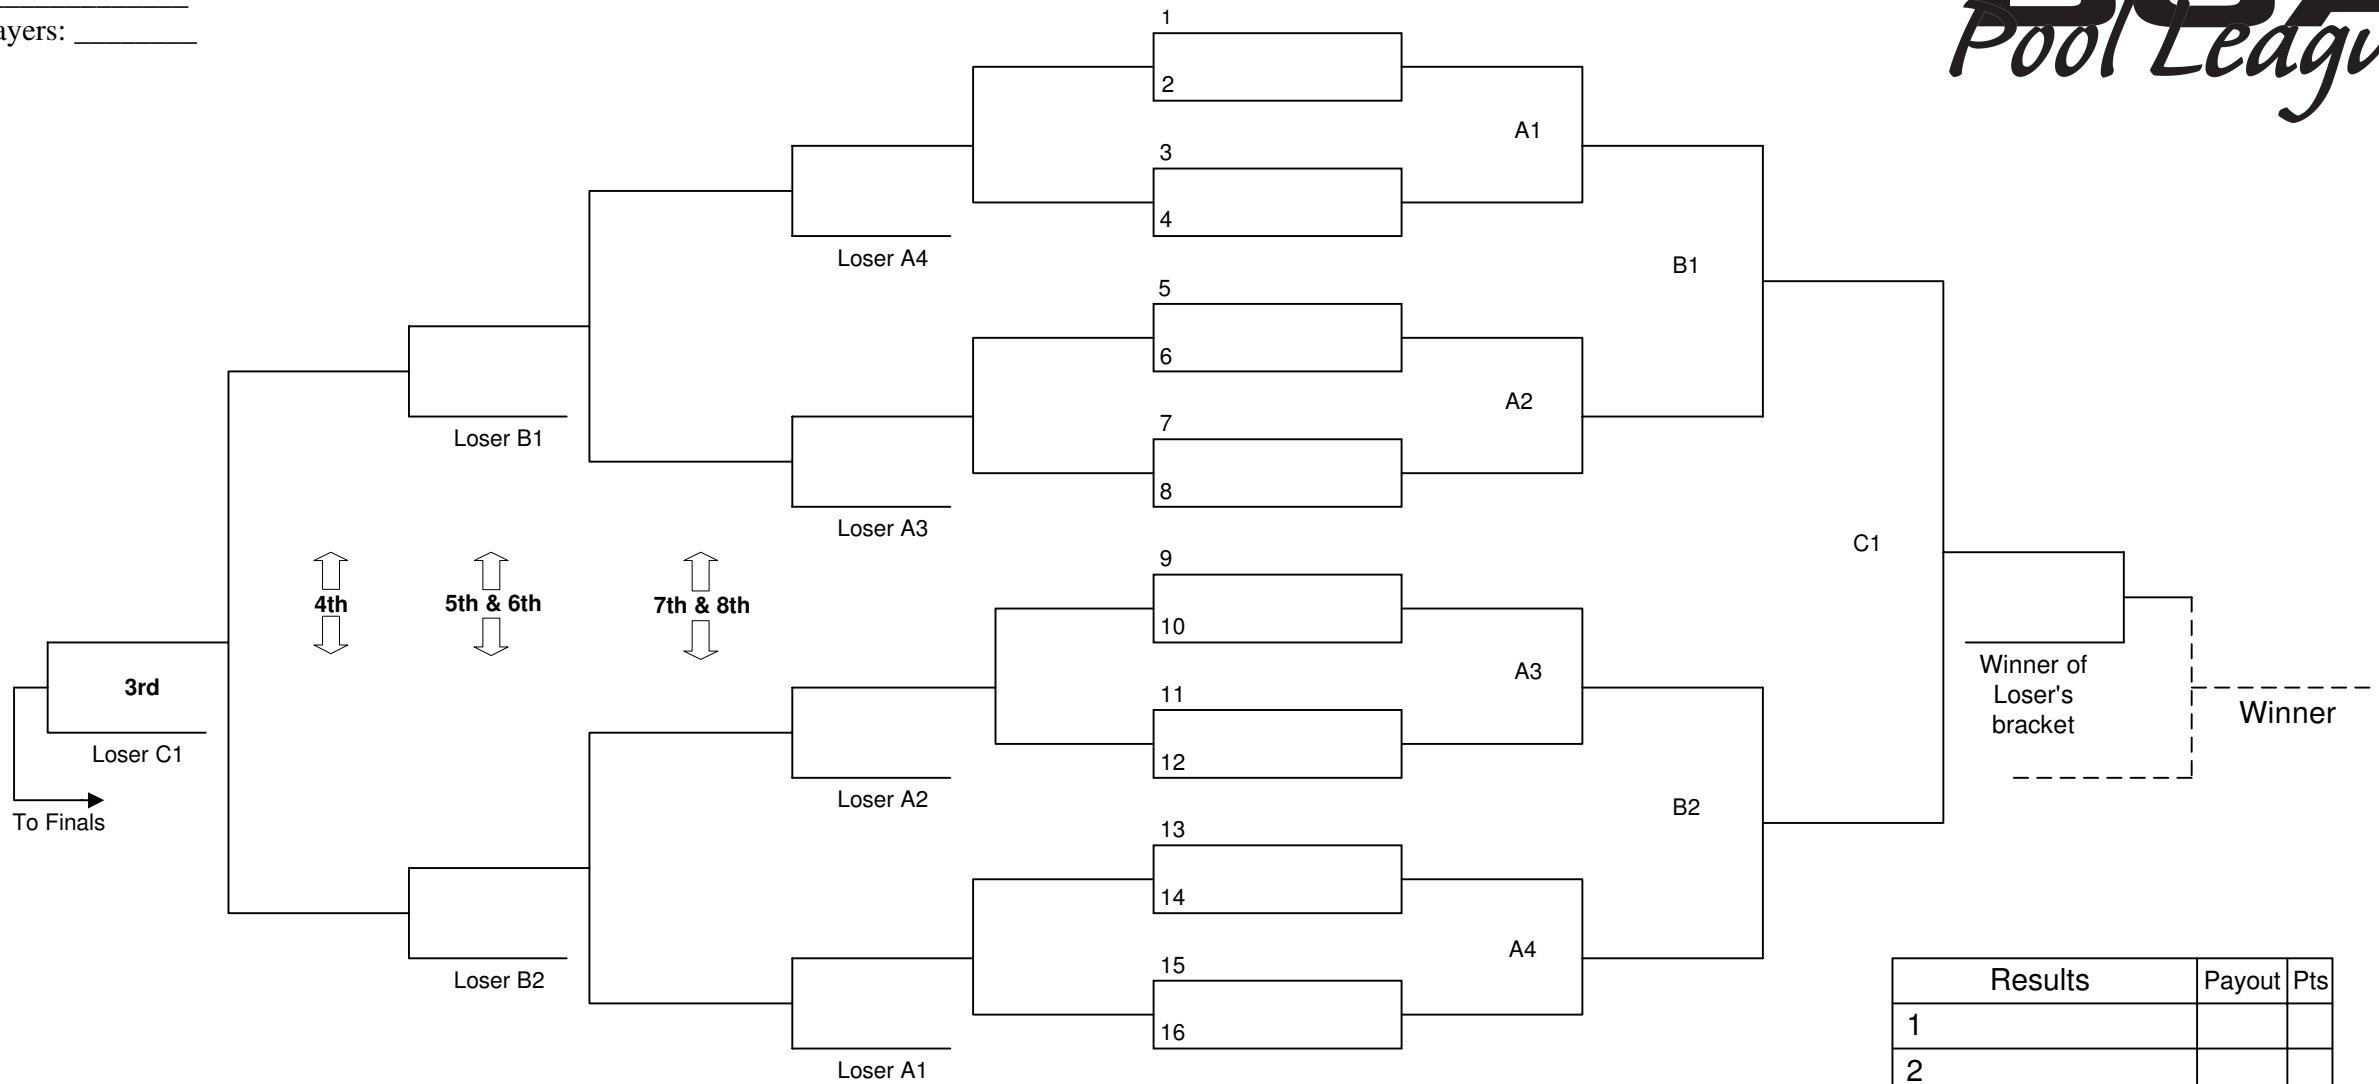 ayers: ________
Pool Leagu
1
2
A1
3
4
Loser A4
B1
5
6
A2
7
Loser B1
8
Loser A3
C1
9
4th
5th & 6th
7th & 8th
10
Winner of
Loser's
bracket
A3
3rd
11
Winner
Loser C1
12
Loser A2
B2
To Finals
13
14
A4
15
Loser B2
Results Payout Pts
1
16
Loser A1
2